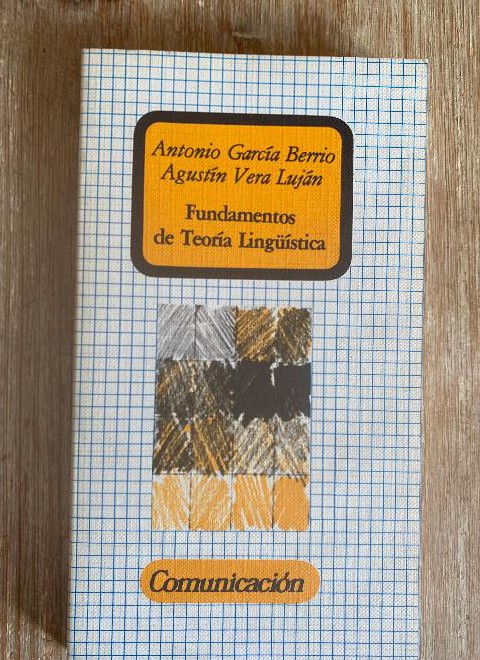 Antonio García Berrio
Agustín Vera Luján
Fundamentos
de Teoría Lingüística
Comunicación